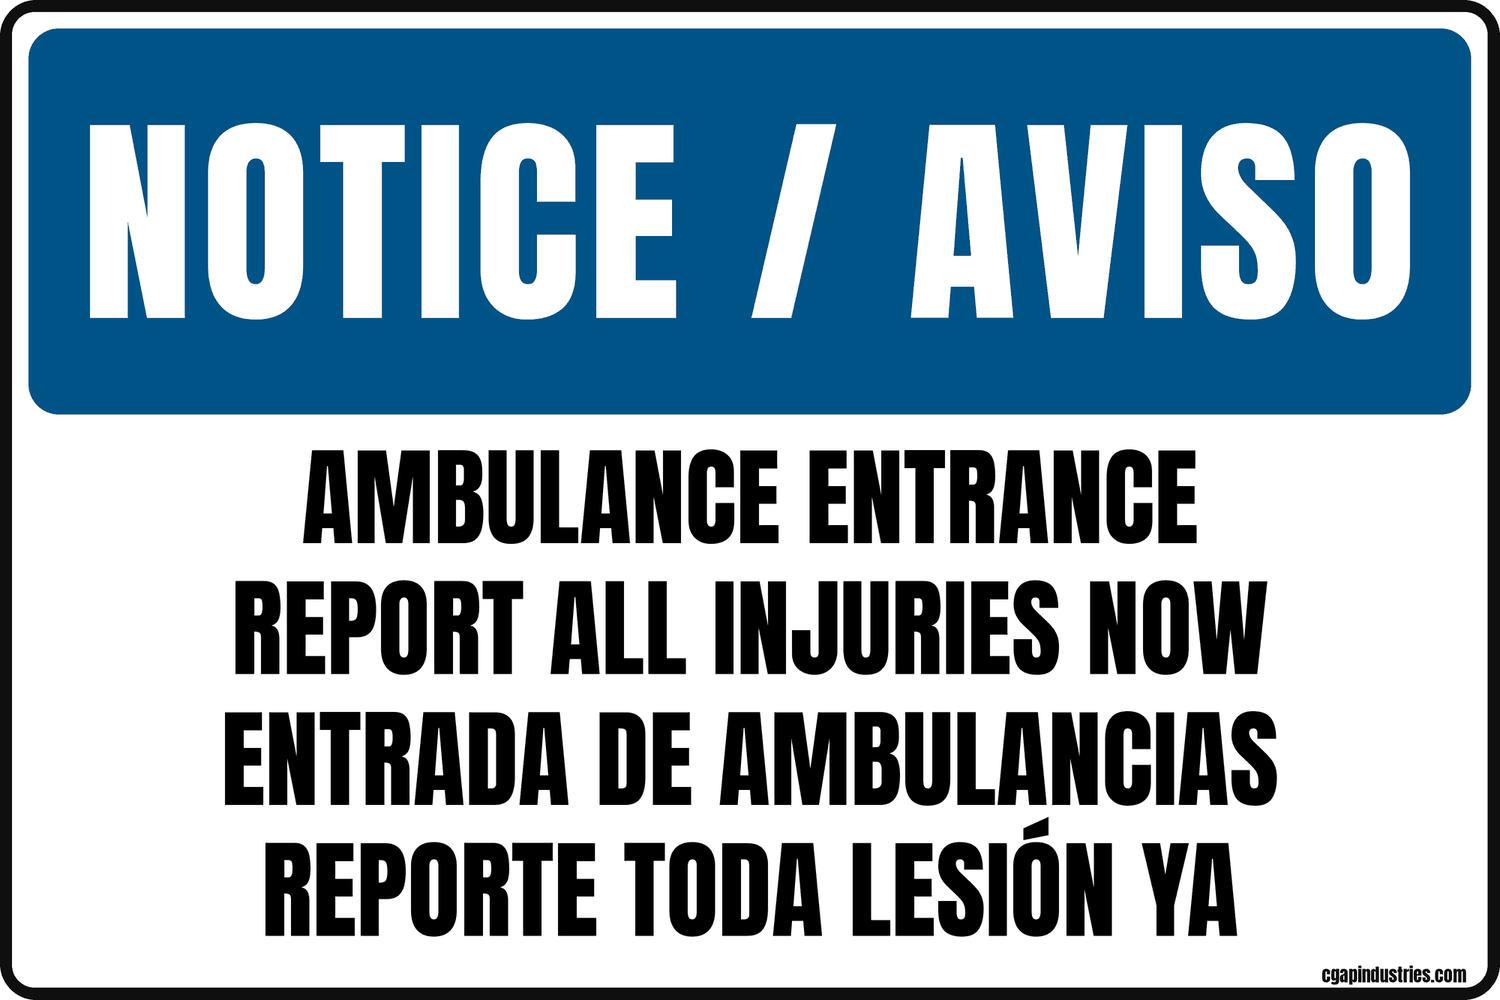 NOTICE / AVISO
AMBULANCE ENTRANCE
REPORT ALL INJURIES NOW
ENTRADA DE AMBULANCIAS
REPORTE TODA LESIÓN YA
cgapindustries.com